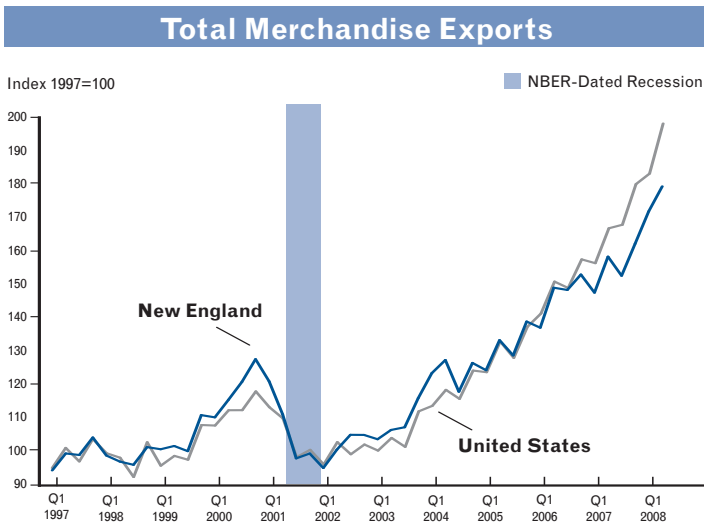 Total Merchandise Exports
Index 1997=100
NBER-Dated Recession
200
190
180
170
160
150
140
130
120
110
100
90
New England
United States
Q1 Q1 Q1 Q1 Q1 Q1 Q1 Q1 Q1 Q1 Q1 Q1
1997 1998 1999 2000 2001 2002 2003 2004 2005 2006 2007 2008